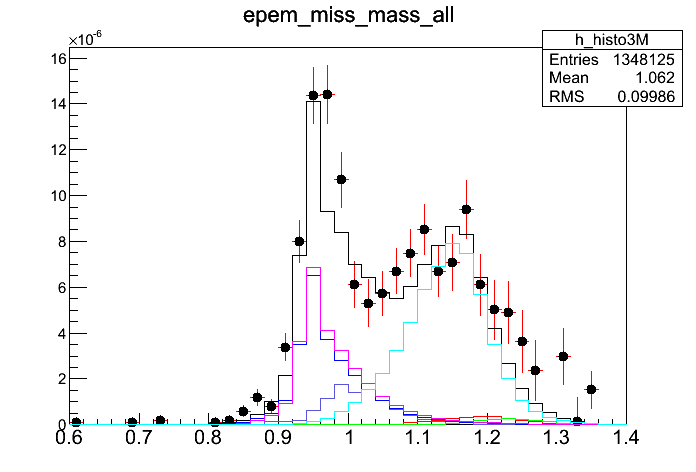 epem_miss_mass_all
×10⁻⁶
h_histo3M
Entries 1348125
Mean 1.062
RMS 0.09986
16
14
12
10
8
6
4
2
0
0.6 0.7 0.8 0.9 1 1.1 1.2 1.3 1.4